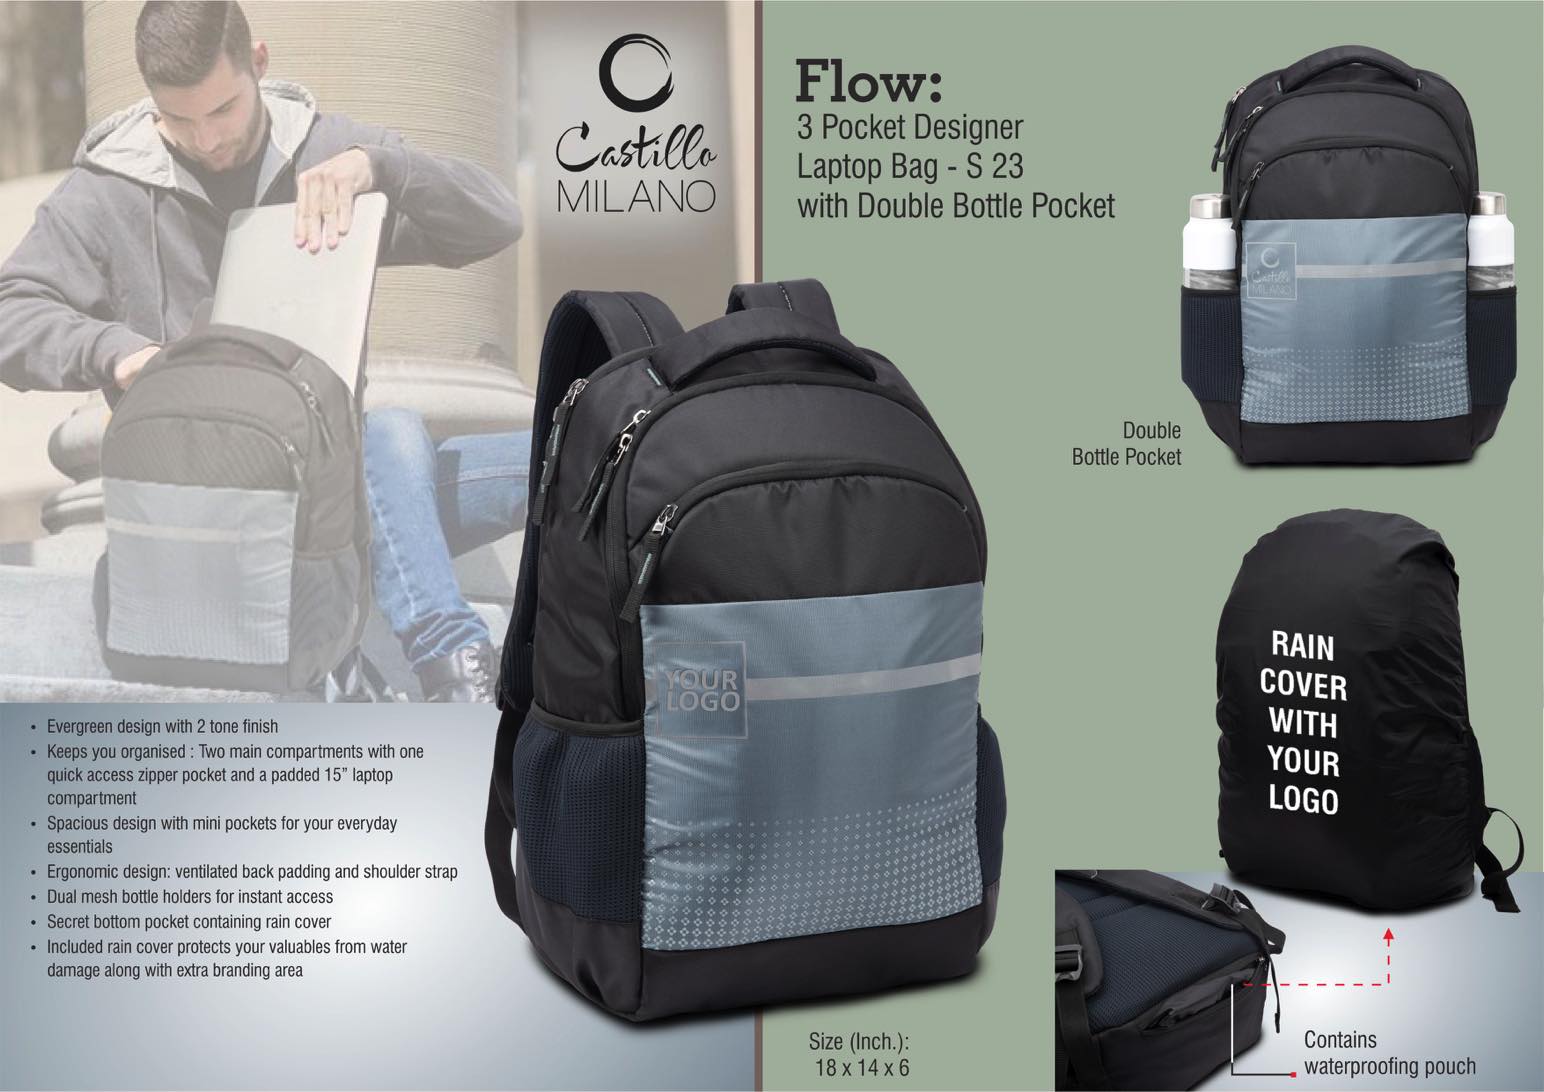 Castillo
MILANO
Flow:
3 Pocket Designer
Laptop Bag - S 23
with Double Bottle Pocket
Castillo
MILANO
Double
Bottle Pocket
YOUR
LOGO
RAIN
COVER
WITH
YOUR
LOGO
• Evergreen design with 2 tone finish
• Keeps you organised : Two main compartments with one
quick access zipper pocket and a padded 15” laptop
compartment
• Spacious design with mini pockets for your everyday
essentials
• Ergonomic design: ventilated back padding and shoulder strap
• Dual mesh bottle holders for instant access
• Secret bottom pocket containing rain cover
• Included rain cover protects your valuables from water
damage along with extra branding area
Size (Inch.):
18 x 14 x 6
Contains
waterproofing pouch